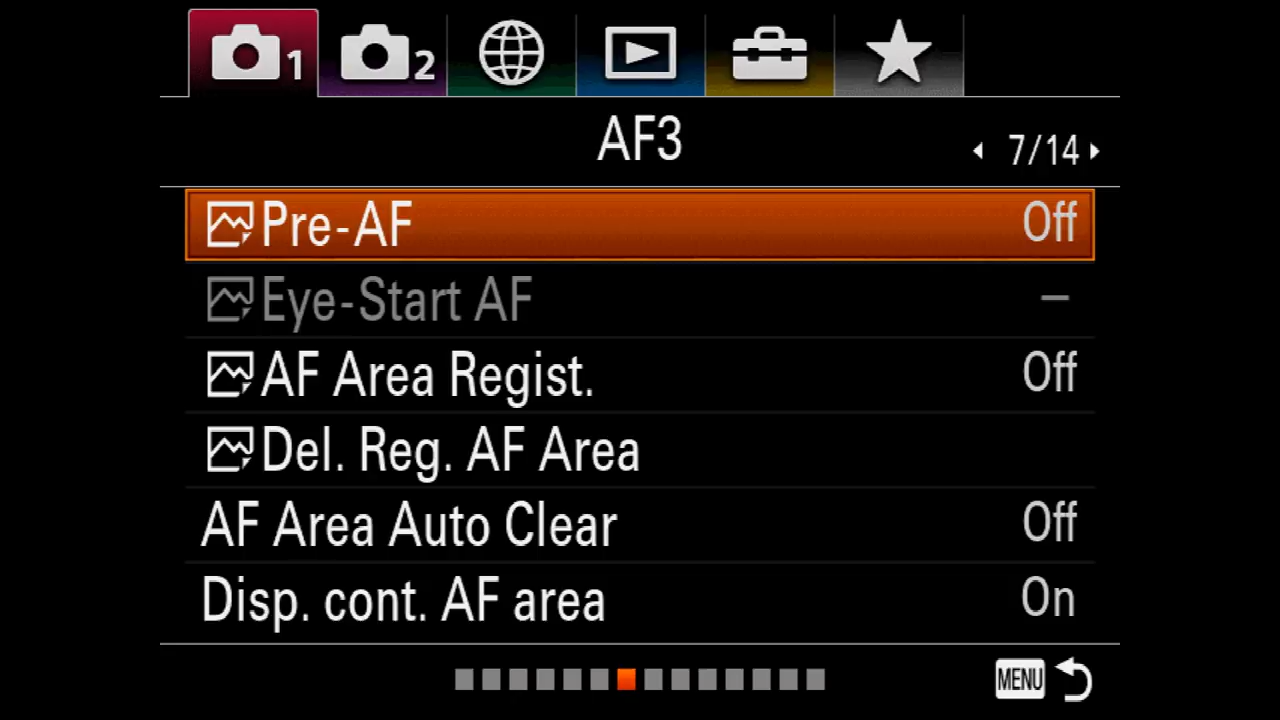 1 2
AF3
7/14
Pre-AF Off
Eye-Start AF –
AF Area Regist. Off
Del. Reg. AF Area
AF Area Auto Clear Off
Disp. cont. AF area On
MENU